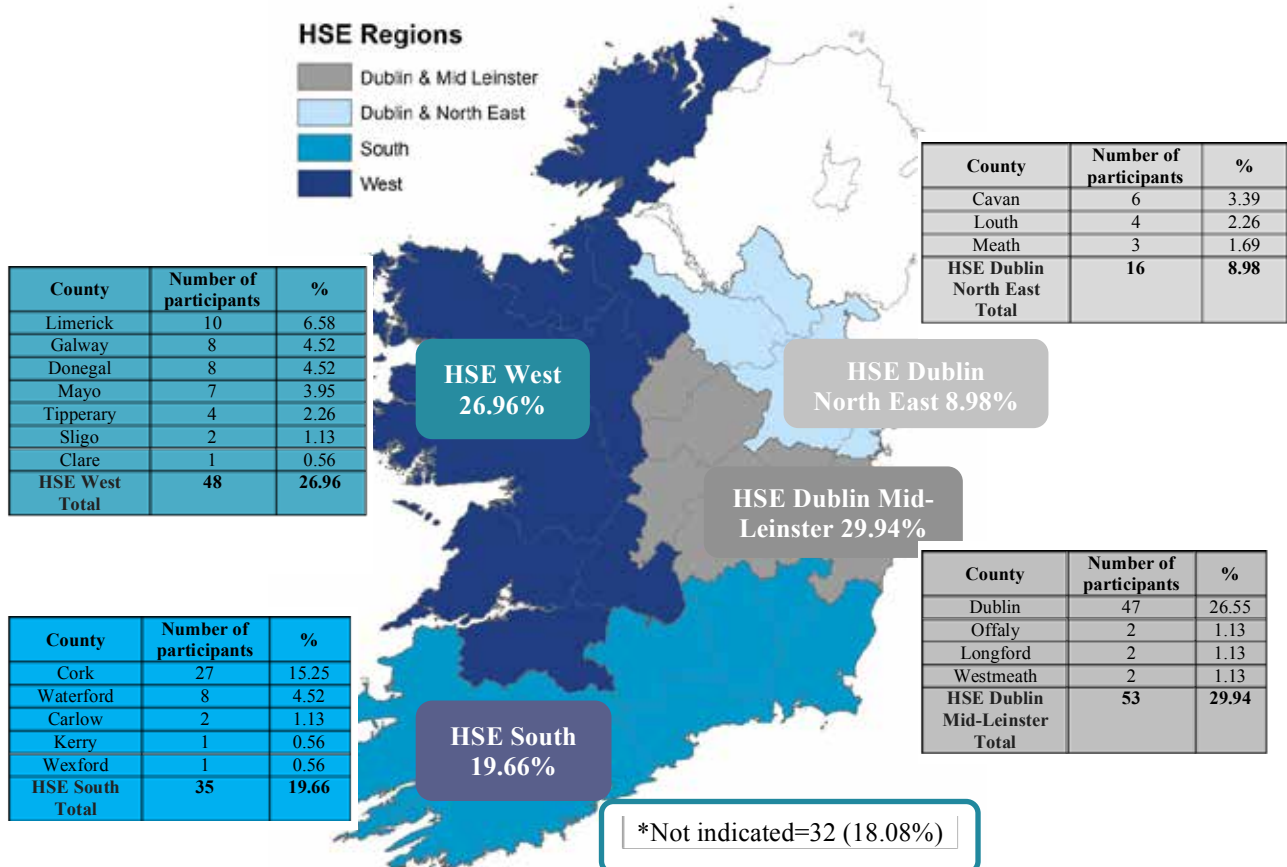 HSE Regions
Dublin & Mid Leinster
Dublin & North East
South
West
County Number of participants %
Cavan 6 3.39
Louth 4 2.26
Meath 3 1.69
HSE Dublin North East Total 16 8.98
County Number of participants %
Limerick 10 6.58
Galway 8 4.52
Donegal 8 4.52
Mayo 7 3.95
Tipperary 4 2.26
Sligo 2 1.13
Clare 1 0.56
HSE West Total 48 26.96
HSE West
26.96%
HSE Dublin
North East 8.98%
HSE Dublin Mid-
Leinster 29.94%
County Number of participants %
Dublin 47 26.55
Offaly 2 1.13
Longford 2 1.13
Westmeath 2 1.13
HSE Dublin Mid-Leinster Total 53 29.94
County Number of participants %
Cork 27 15.25
Waterford 8 4.52
Carlow 2 1.13
Kerry 1 0.56
Wexford 1 0.56
HSE South Total 35 19.66
HSE South
19.66%
*Not indicated=32 (18.08%)